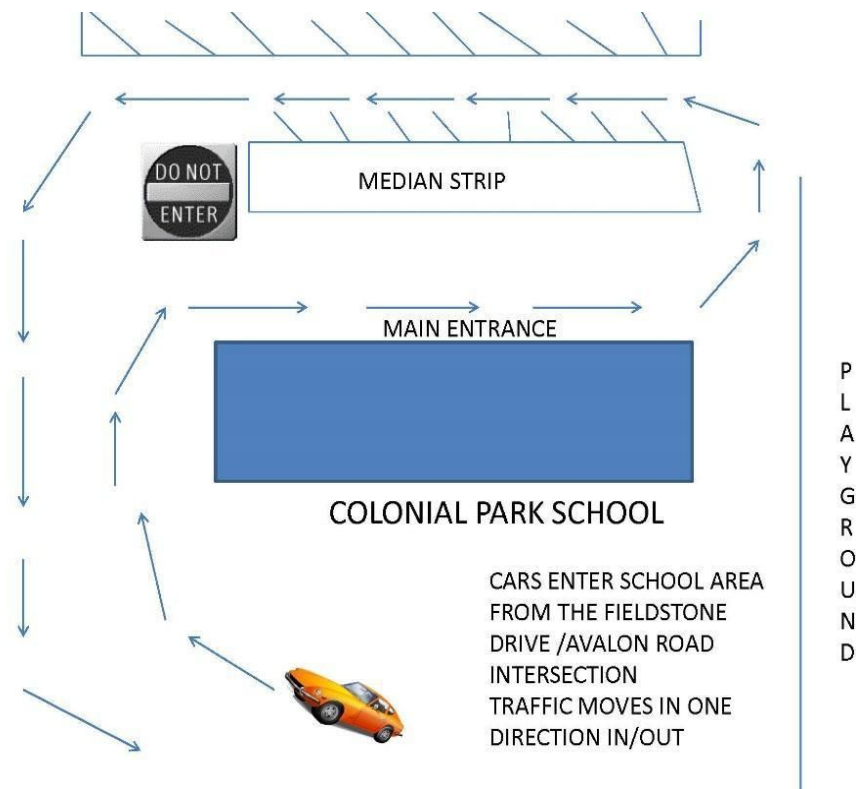 DO NOT
ENTER
MEDIAN STRIP
MAIN ENTRANCE
COLONIAL PARK SCHOOL
CARS ENTER SCHOOL AREA
FROM THE FIELDSTONE
DRIVE /AVALON ROAD
INTERSECTION
TRAFFIC MOVES IN ONE
DIRECTION IN/OUT
P
L
A
Y
G
R
O
U
N
D